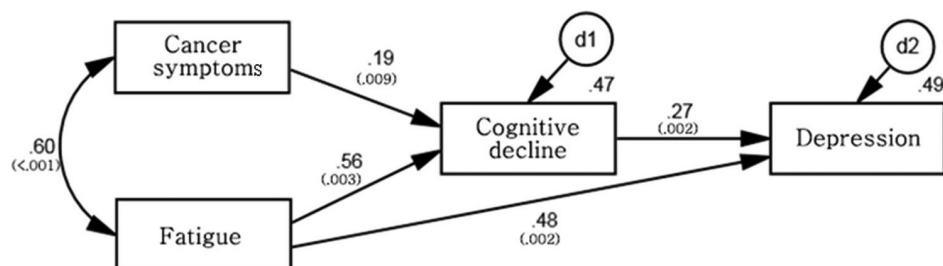 Cancer
symptoms
.19
(.009)
d1
.47
d2
.49
.60
(<.001)
Cognitive
decline
.27
(.002)
Depression
.56
(.003)
Fatigue
.48
(.002)